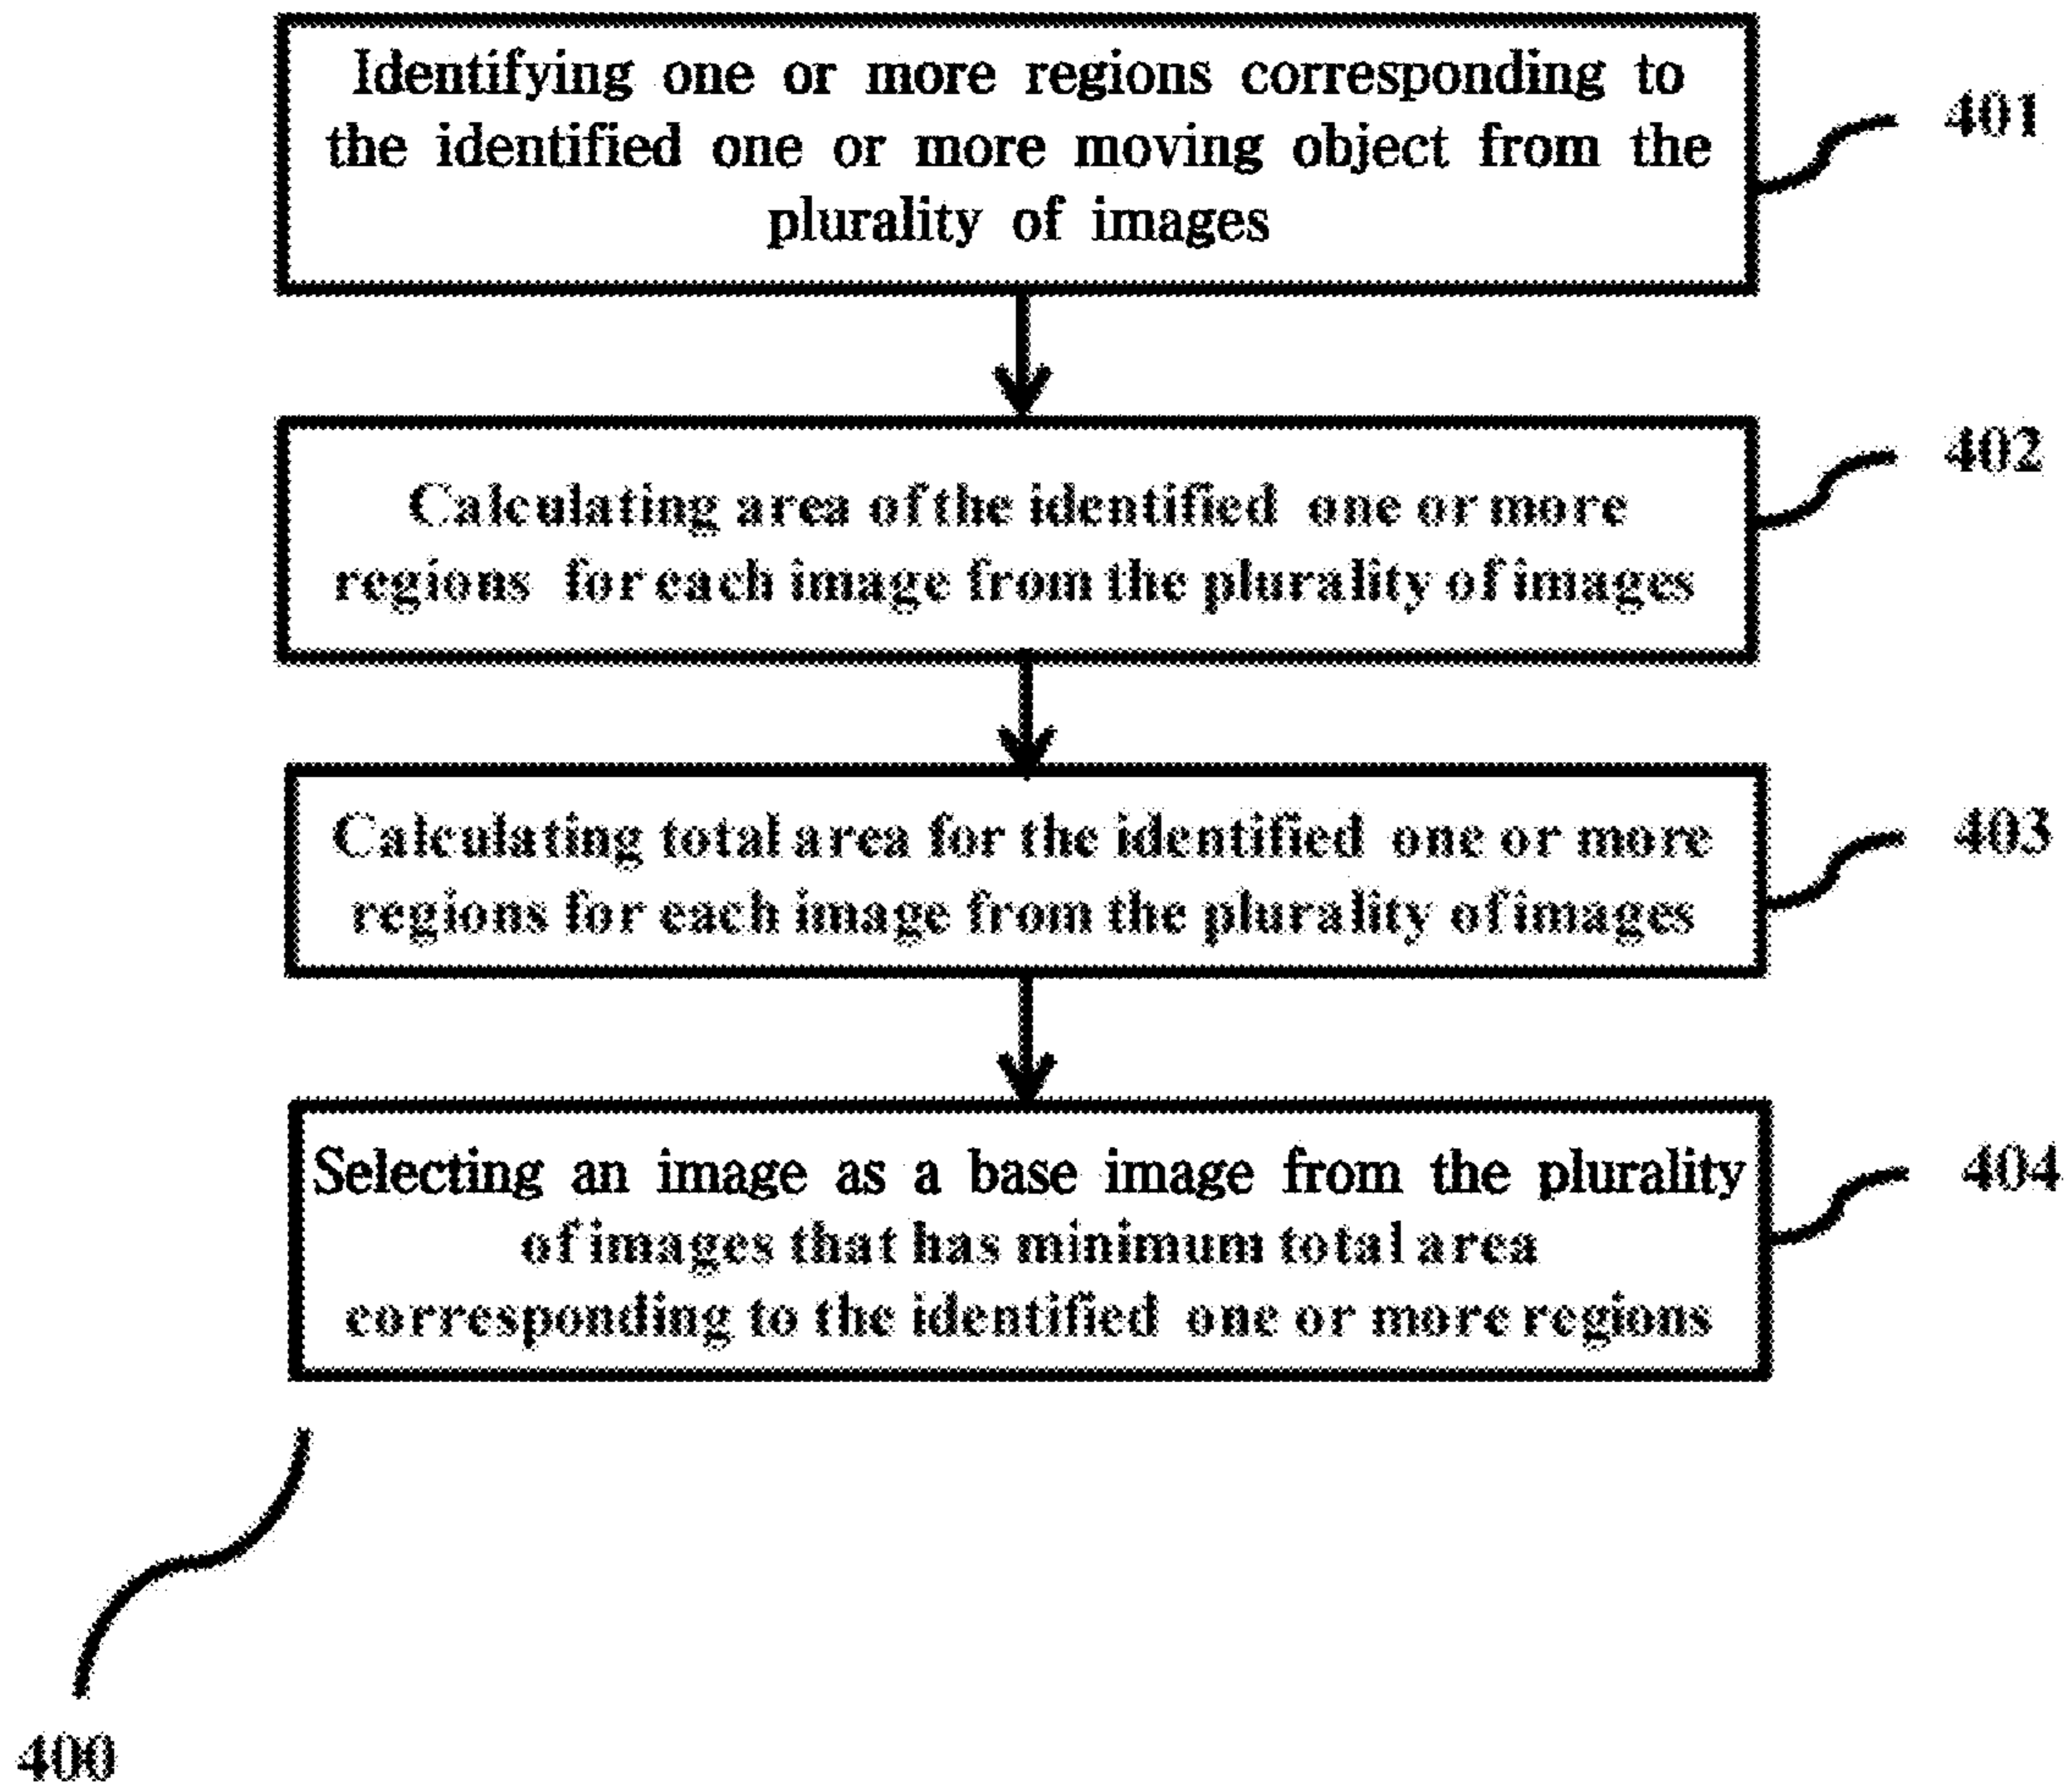 Identifying one or more regions corresponding to
the identified one or more moving object from the
plurality of images
401
Calculating area of the identified one or more
regions for each image from the plurality of images
402
Calculating total area for the identified one or more
regions for each image from the plurality of images
403
Selecting an image as a base image from the plurality
of images that has minimum total area
corresponding to the identified one or more regions
404
400